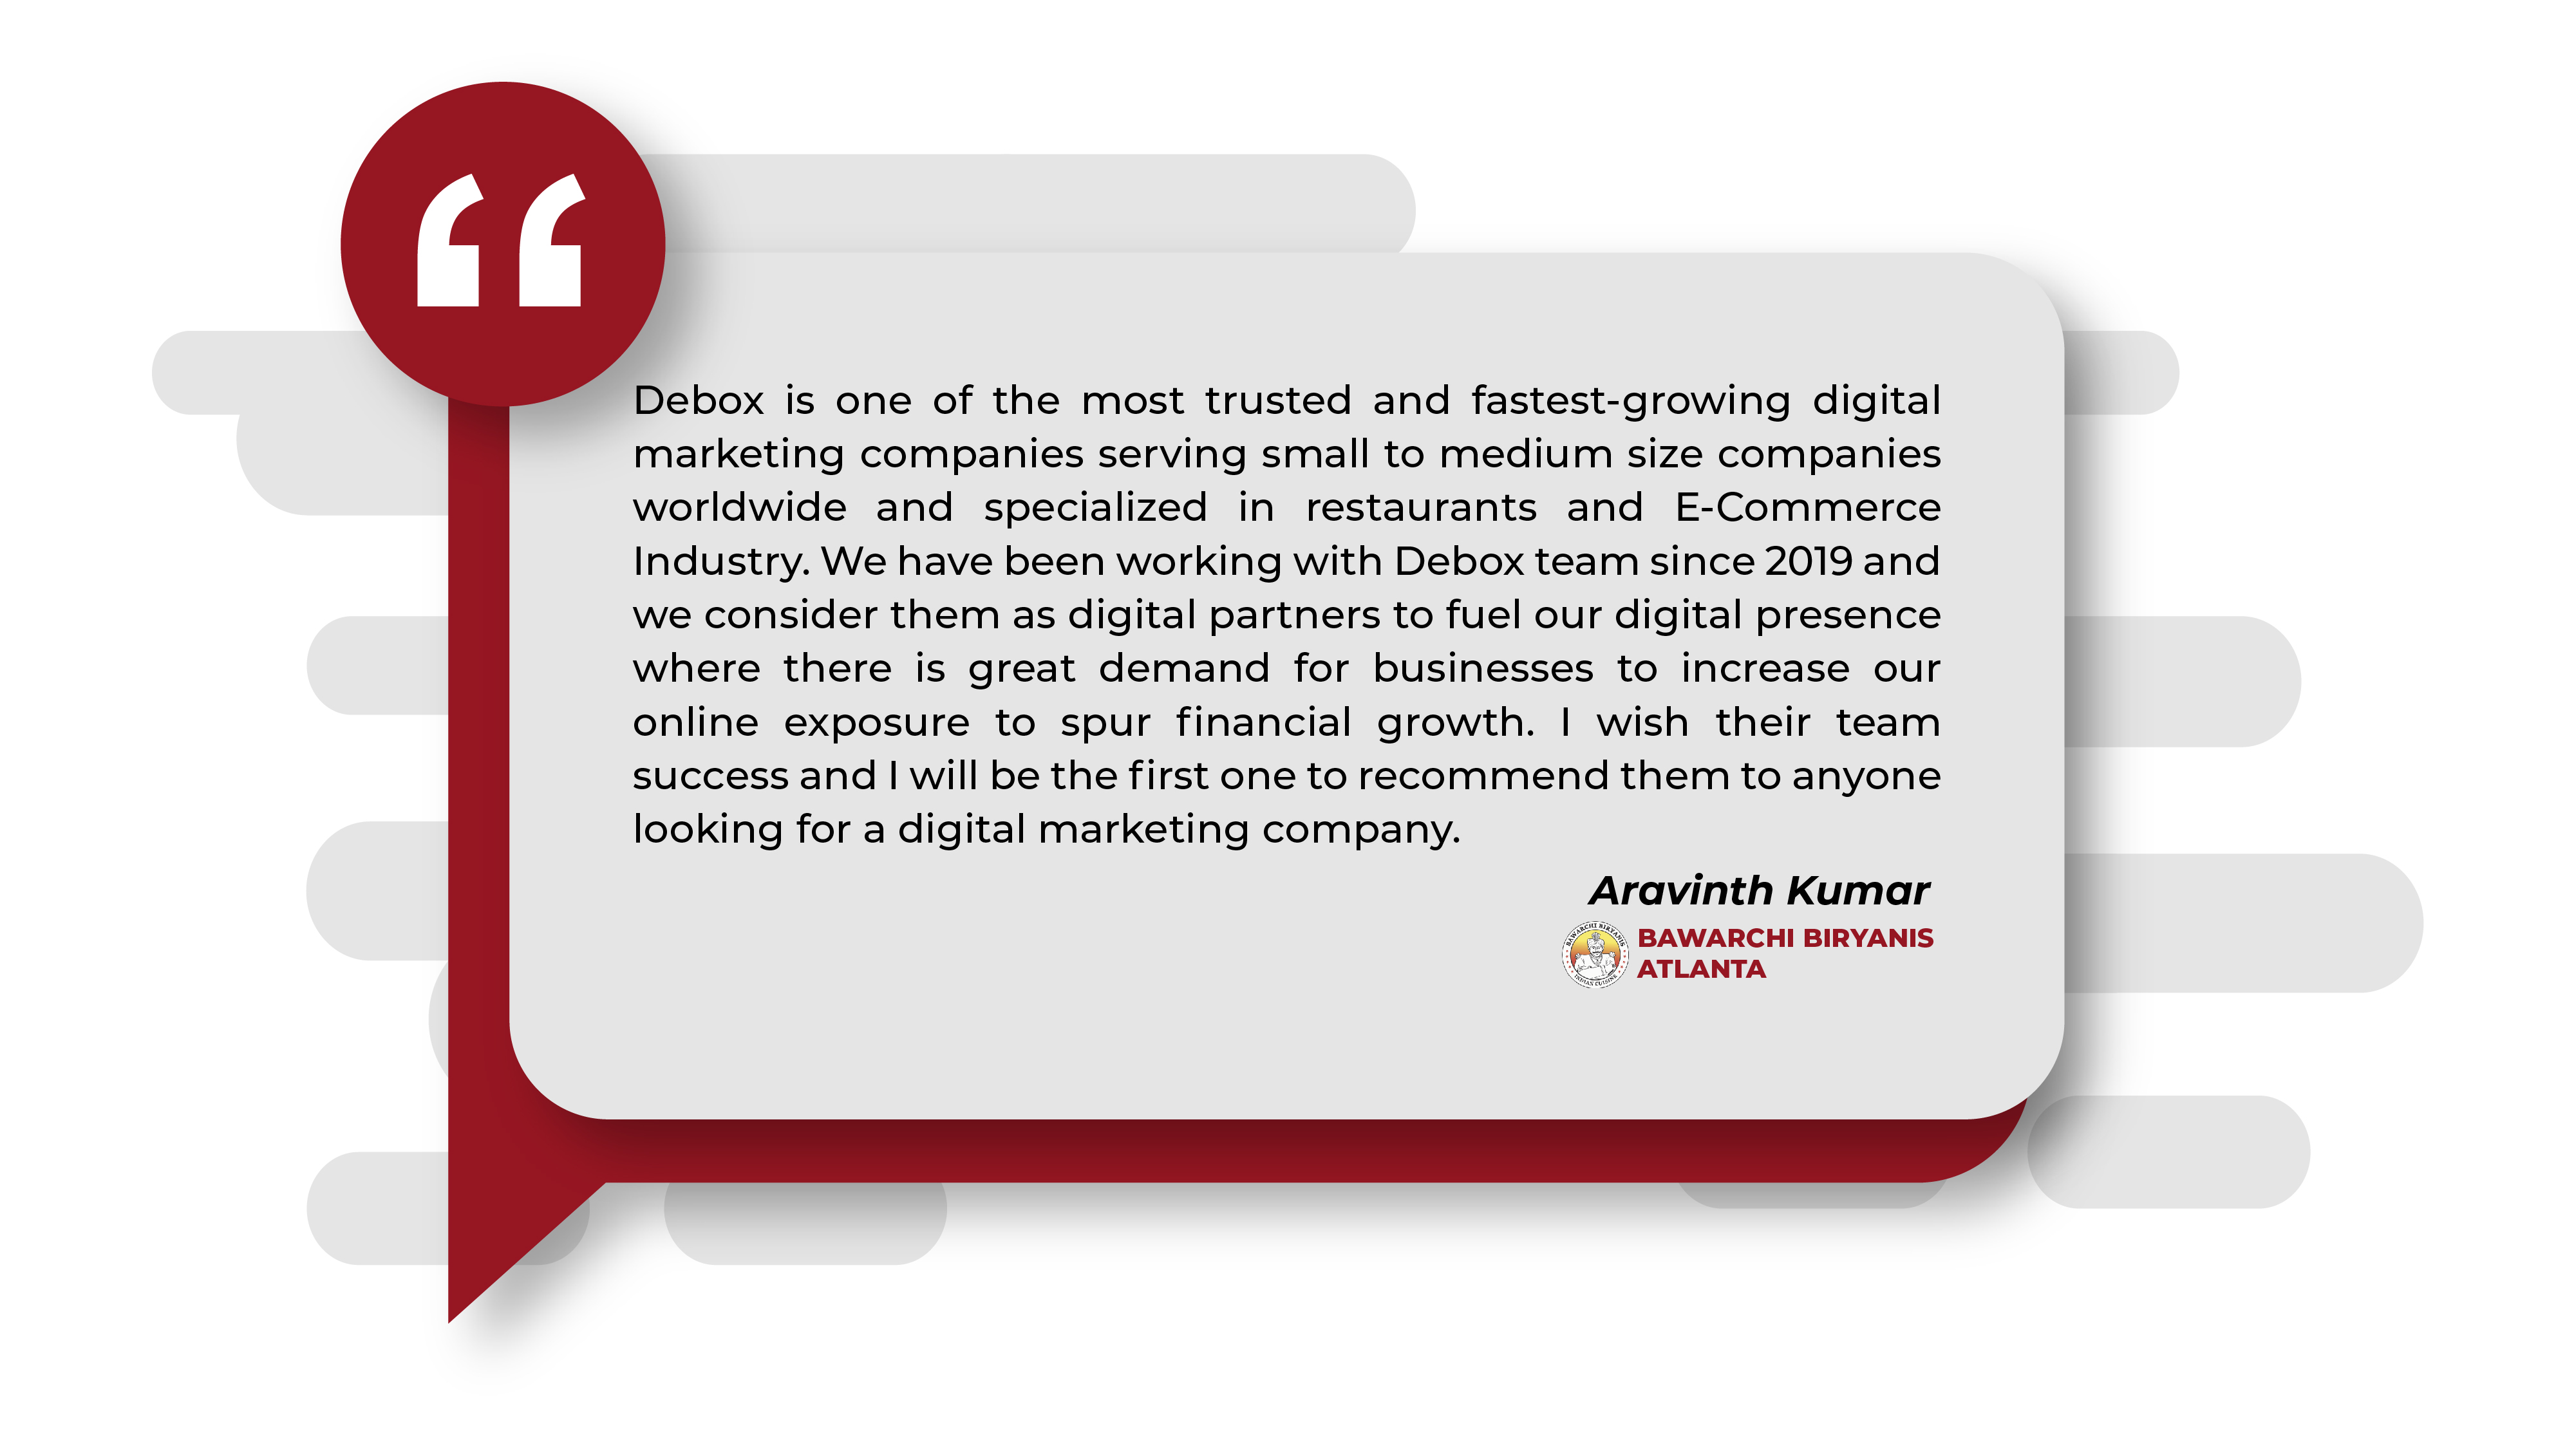 Debox is one of the most trusted and fastest-growing digital
marketing companies serving small to medium size companies
worldwide and specialized in restaurants and E-Commerce
Industry. We have been working with Debox team since 2019 and
we consider them as digital partners to fuel our digital presence
where there is great demand for businesses to increase our
online exposure to spur financial growth. I wish their team
success and I will be the first one to recommend them to anyone
looking for a digital marketing company.
Aravinth Kumar
BAWARCHI BIRYANIS
INDIAN CUISINE
BAWARCHI BIRYANIS
ATLANTA